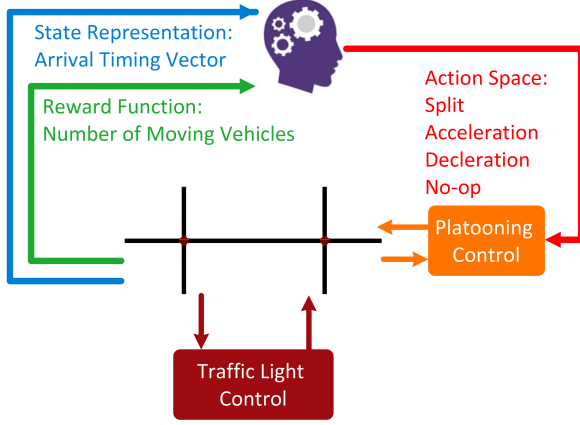 State Representation:
Arrival Timing Vector
Reward Function:
Number of Moving Vehicles
Action Space:
Split
Acceleration
Decleration
No-op
Platooning
Control
Traffic Light
Control